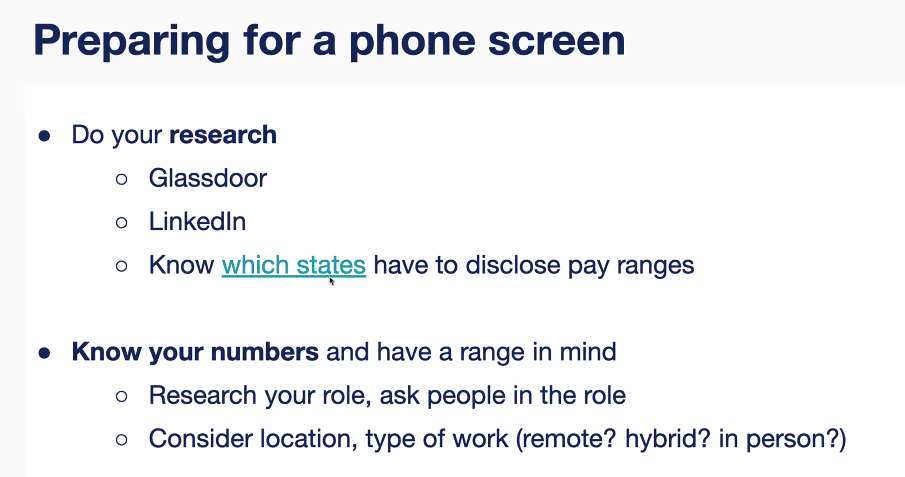 Preparing for a phone screen
● Do your research
○ Glassdoor
○ LinkedIn
○ Know which states have to disclose pay ranges
● Know your numbers and have a range in mind
○ Research your role, ask people in the role
○ Consider location, type of work (remote? hybrid? in person?)